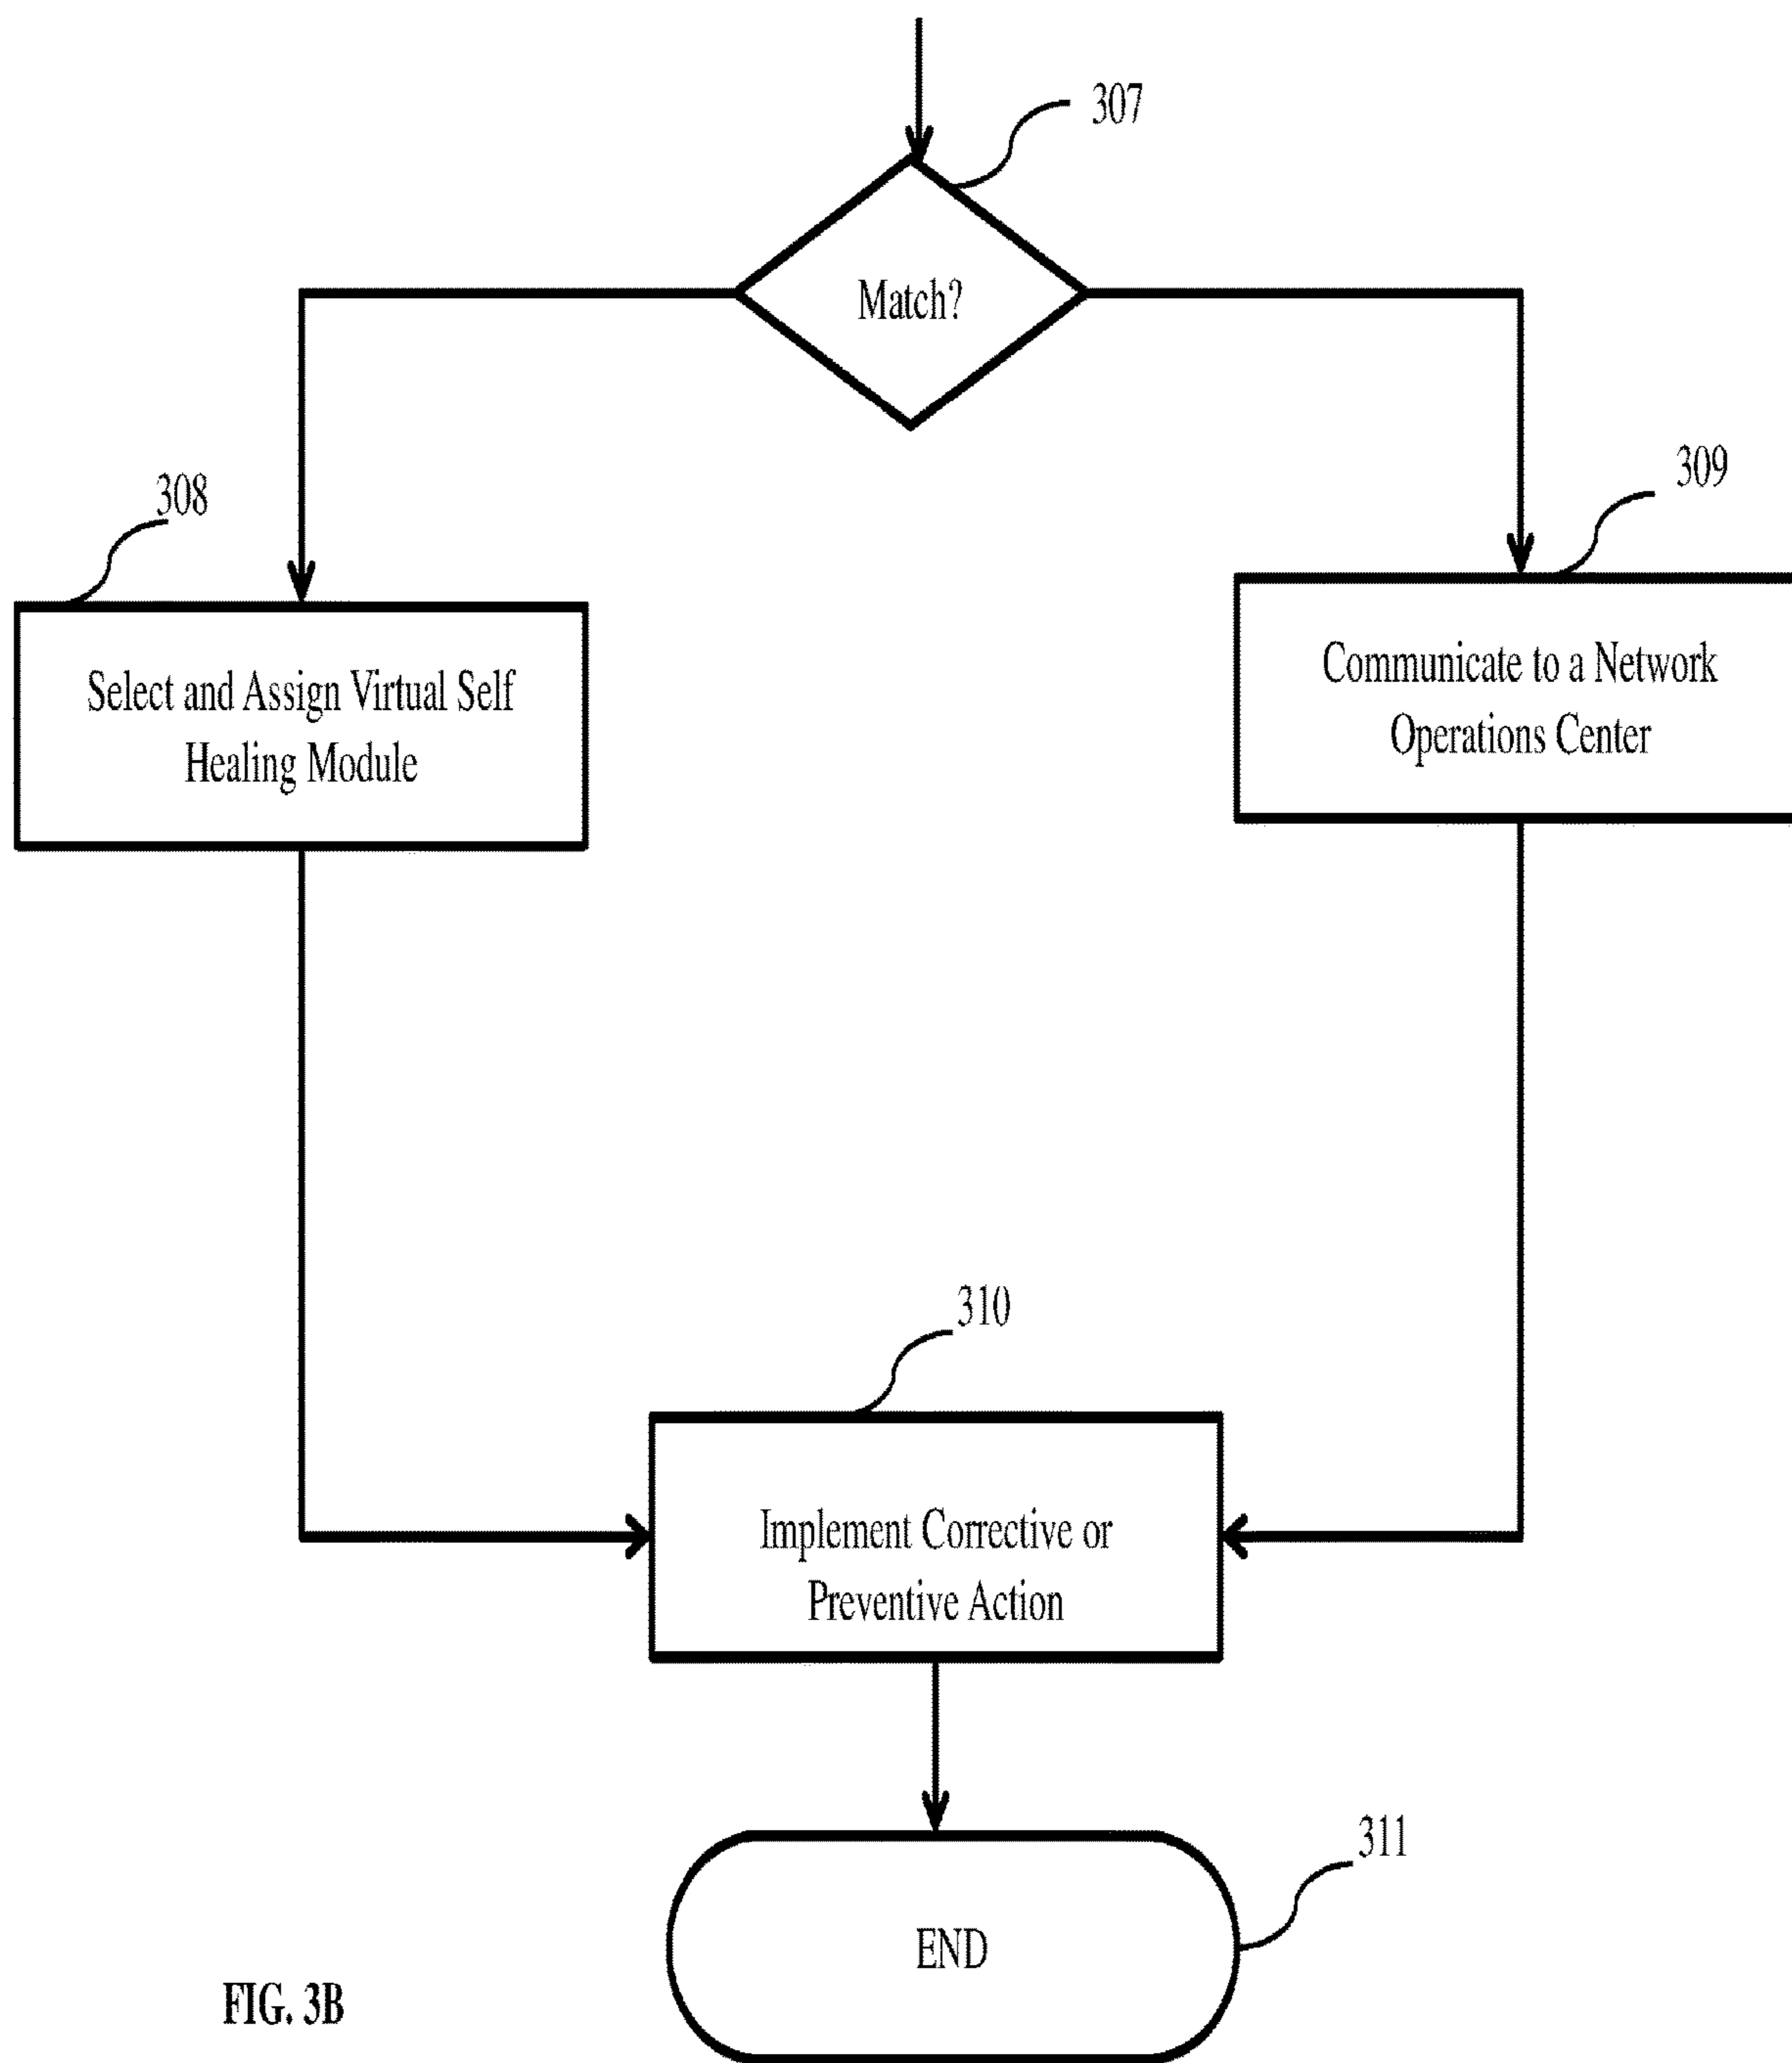 307
Match?
308
309
Select and Assign Virtual Self
Healing Module
Communicate to a Network
Operations Center
310
Implement Corrective or
Preventive Action
311
END
FIG. 3B